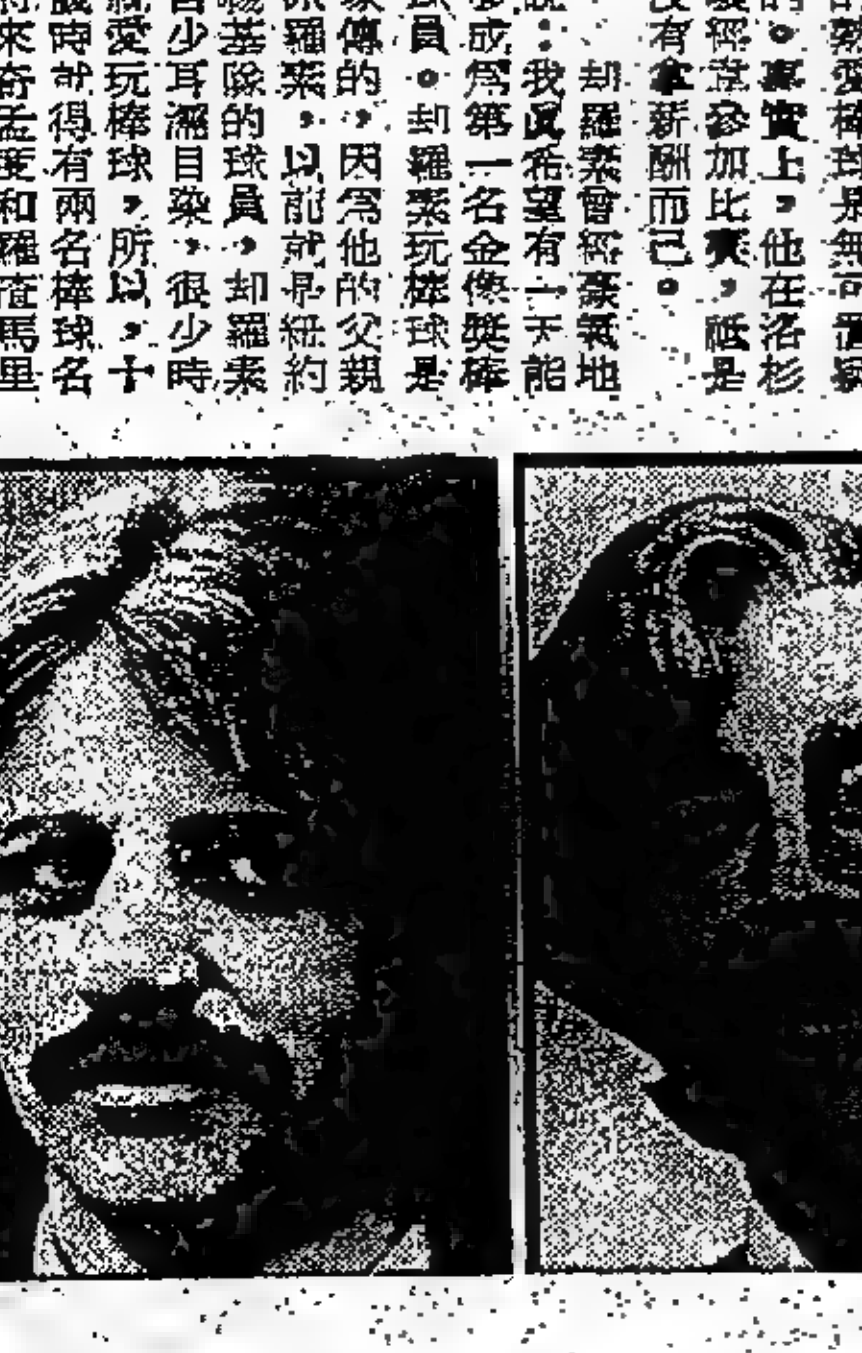 的熱愛棒球是無可置疑
的。事實上，他在洛杉
磯經常參加比賽，祗是
沒有拿薪酬而已。
却羅素曾經豪氣地
說：我眞希望有一天能
成爲第一名金像獎棒
球員。却羅素玩棒球是
家傳的，因爲他的父親
羅素，以前就是紐約
基隊的球員，却羅素
自少耳濡目染，很少時
就愛玩棒球，所以，十
歲時就得有兩名棒球名
將來奇孟度和羅渣馬里